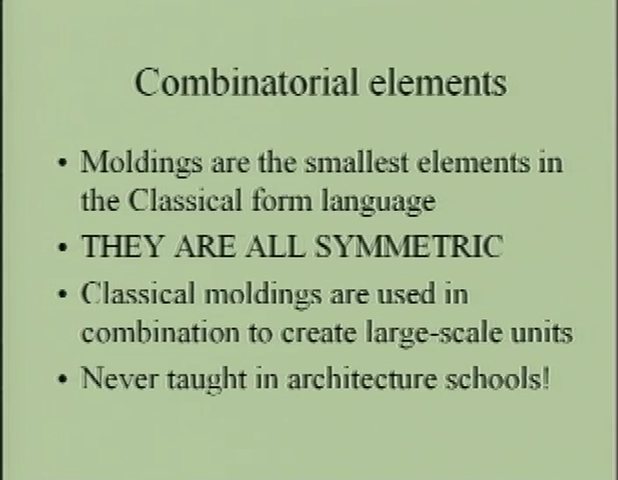 Combinatorial elements
• Moldings are the smallest elements in
the Classical form language
• THEY ARE ALL SYMMETRIC
• Classical moldings are used in
combination to create large-scale units
• Never taught in architecture schools!